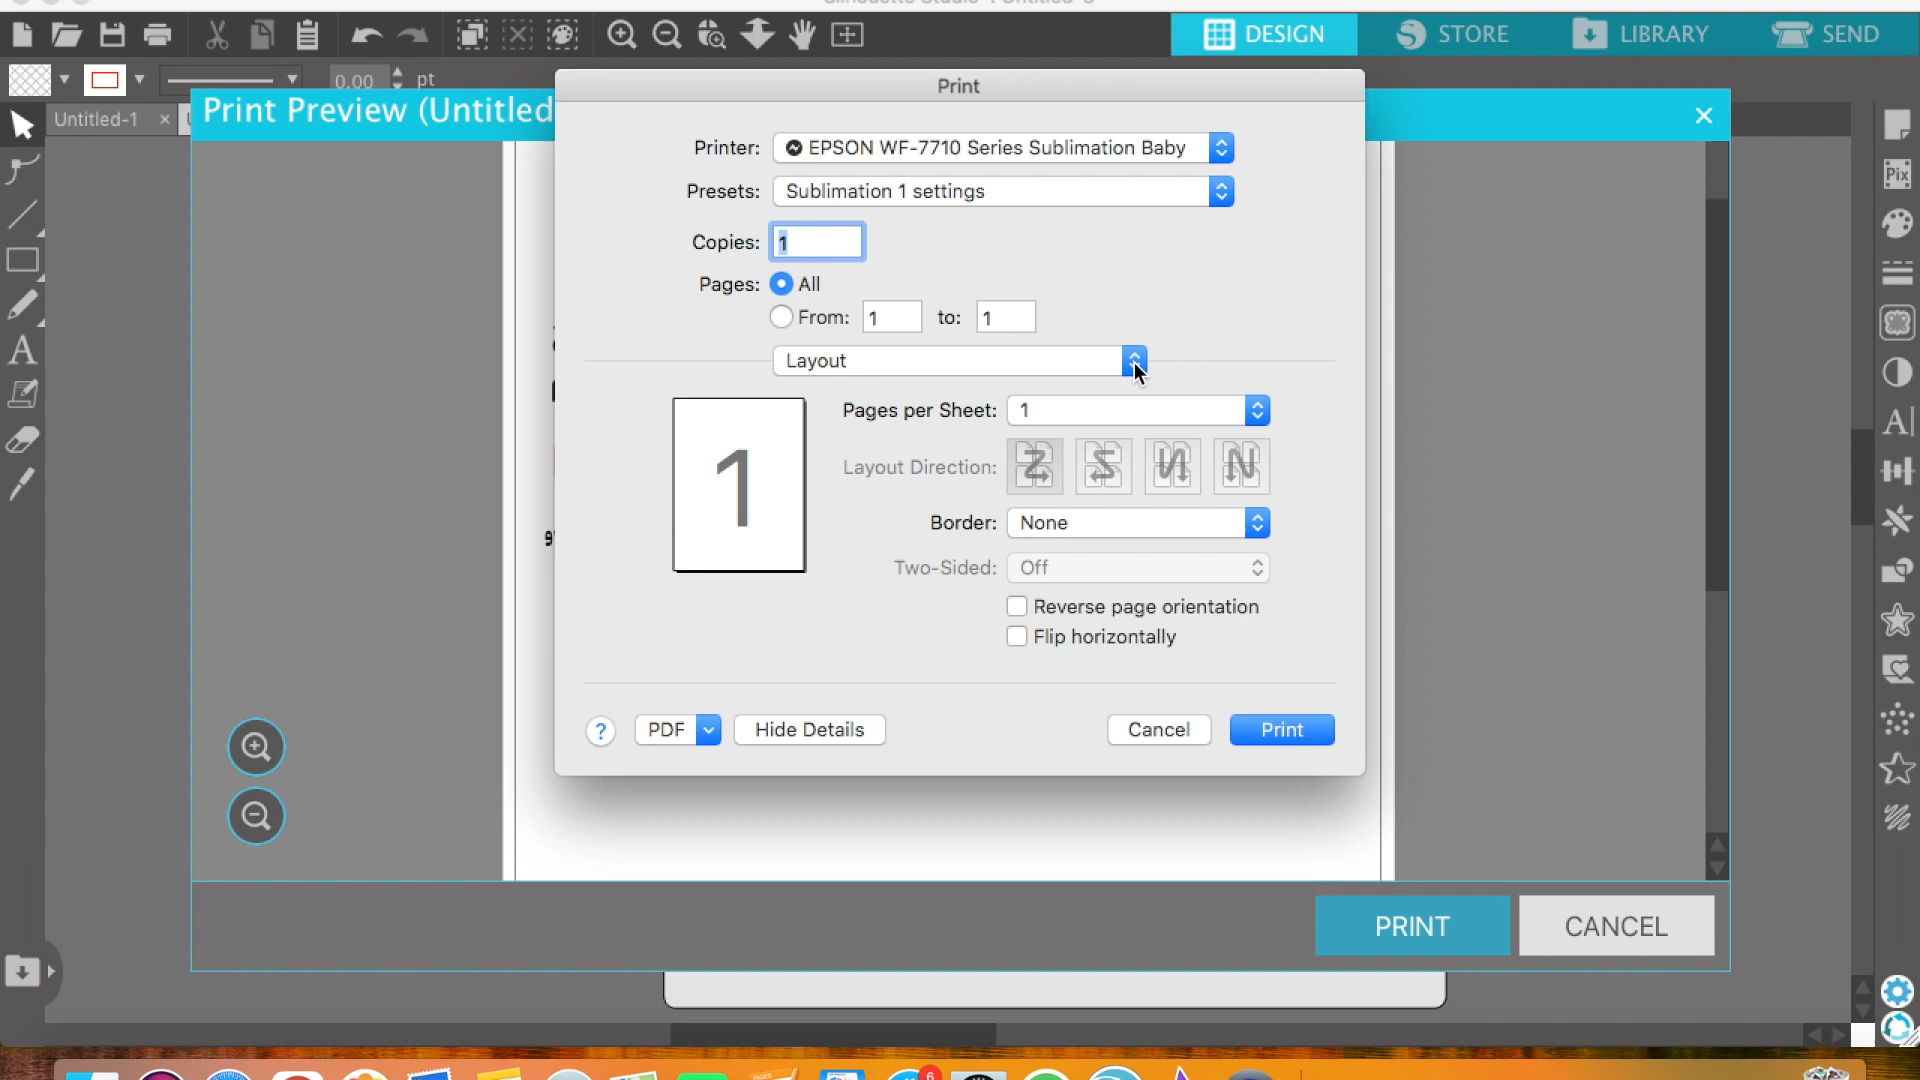 DESIGN
STORE
LIBRARY
SEND
0.00 pt
Untitled-1 ×
Print Preview (Untitled
Print
Printer: EPSON WF-7710 Series Sublimation Baby
Presets: Sublimation 1 settings
Copies: 1
Pages: All
From: 1 to: 1
Layout
Pages per Sheet: 1
1
Layout Direction:
Border: None
Two-Sided: Off
Reverse page orientation
Flip horizontally
? PDF Hide Details Cancel Print
PRINT CANCEL
Pix
A
A
6